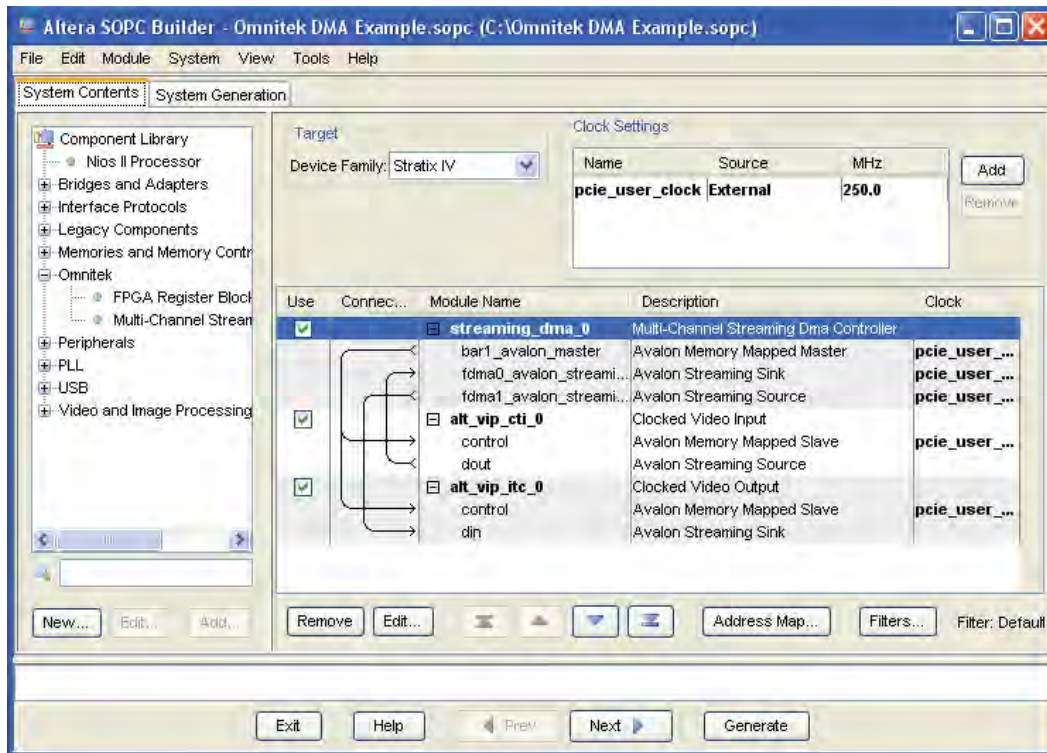 Altera SOPC Builder - Omnitek DMA Example.sopc (C:\Omnitek DMA Example.sopc)
File Edit Module System View Tools Help
System Contents System Generation
Component Library
Nios II Processor
Bridges and Adapters
Interface Protocols
Legacy Components
Memories and Memory Contr
Omnitek
FPGA Register Block
Multi-Channel Stream
Peripherals
PLL
USB
Video and Image Processing
New... Edit... Add...
Target
Device Family: Stratix IV
Clock Settings
Name Source MHz
pcie_user_clock External 250.0
Add
Remove
Use Connec... Module Name Description Clock
streaming_dma_0 Multi-Channel Streaming Dma Controller
bar1_avalon_master Avalon Memory Mapped Master pcie_user_...
fdma0_avalon_streami... Avalon Streaming Sink pcie_user_...
fdma1_avalon_streami... Avalon Streaming Source pcie_user_...
alt_vip_cti_0 Clocked Video Input
control Avalon Memory Mapped Slave pcie_user_...
dout Avalon Streaming Source
alt_vip_itc_0 Clocked Video Output
control Avalon Memory Mapped Slave pcie_user_...
din Avalon Streaming Sink
Remove Edit... Address Map... Filters... Filter: Default
Exit Help Prev Next Generate